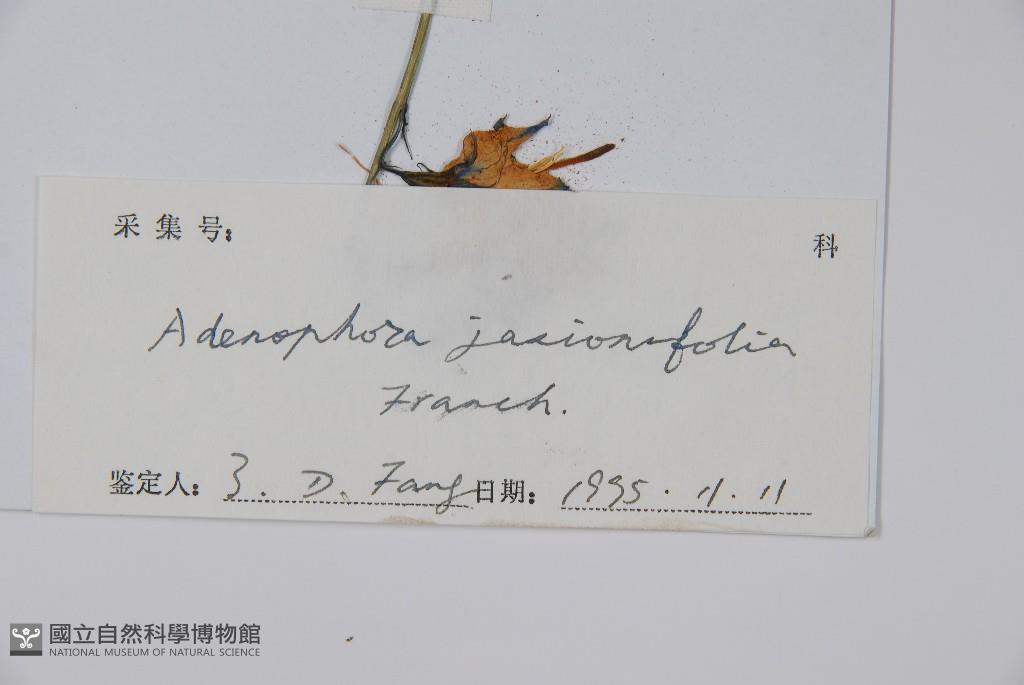 采集号： 科
Adenophora jasionifolia
Franch.
鉴定人： Z. D. Fang 日期： 1995. 11. 11
國立自然科學博物館
NATIONAL MUSEUM OF NATURAL SCIENCE